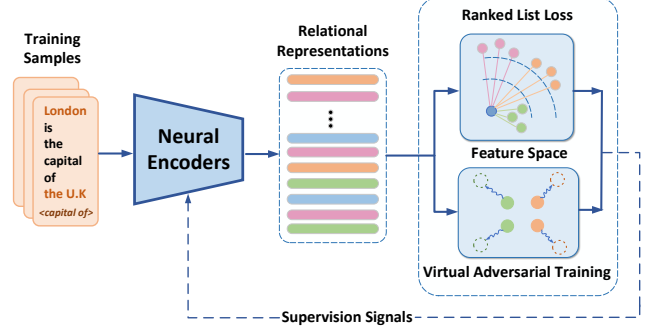 Training
Samples
London
is
the
capital
of
the U.K
<capital of>
Neural
Encoders
Relational
Representations
Ranked List Loss
Feature Space
Virtual Adversarial Training
Supervision Signals